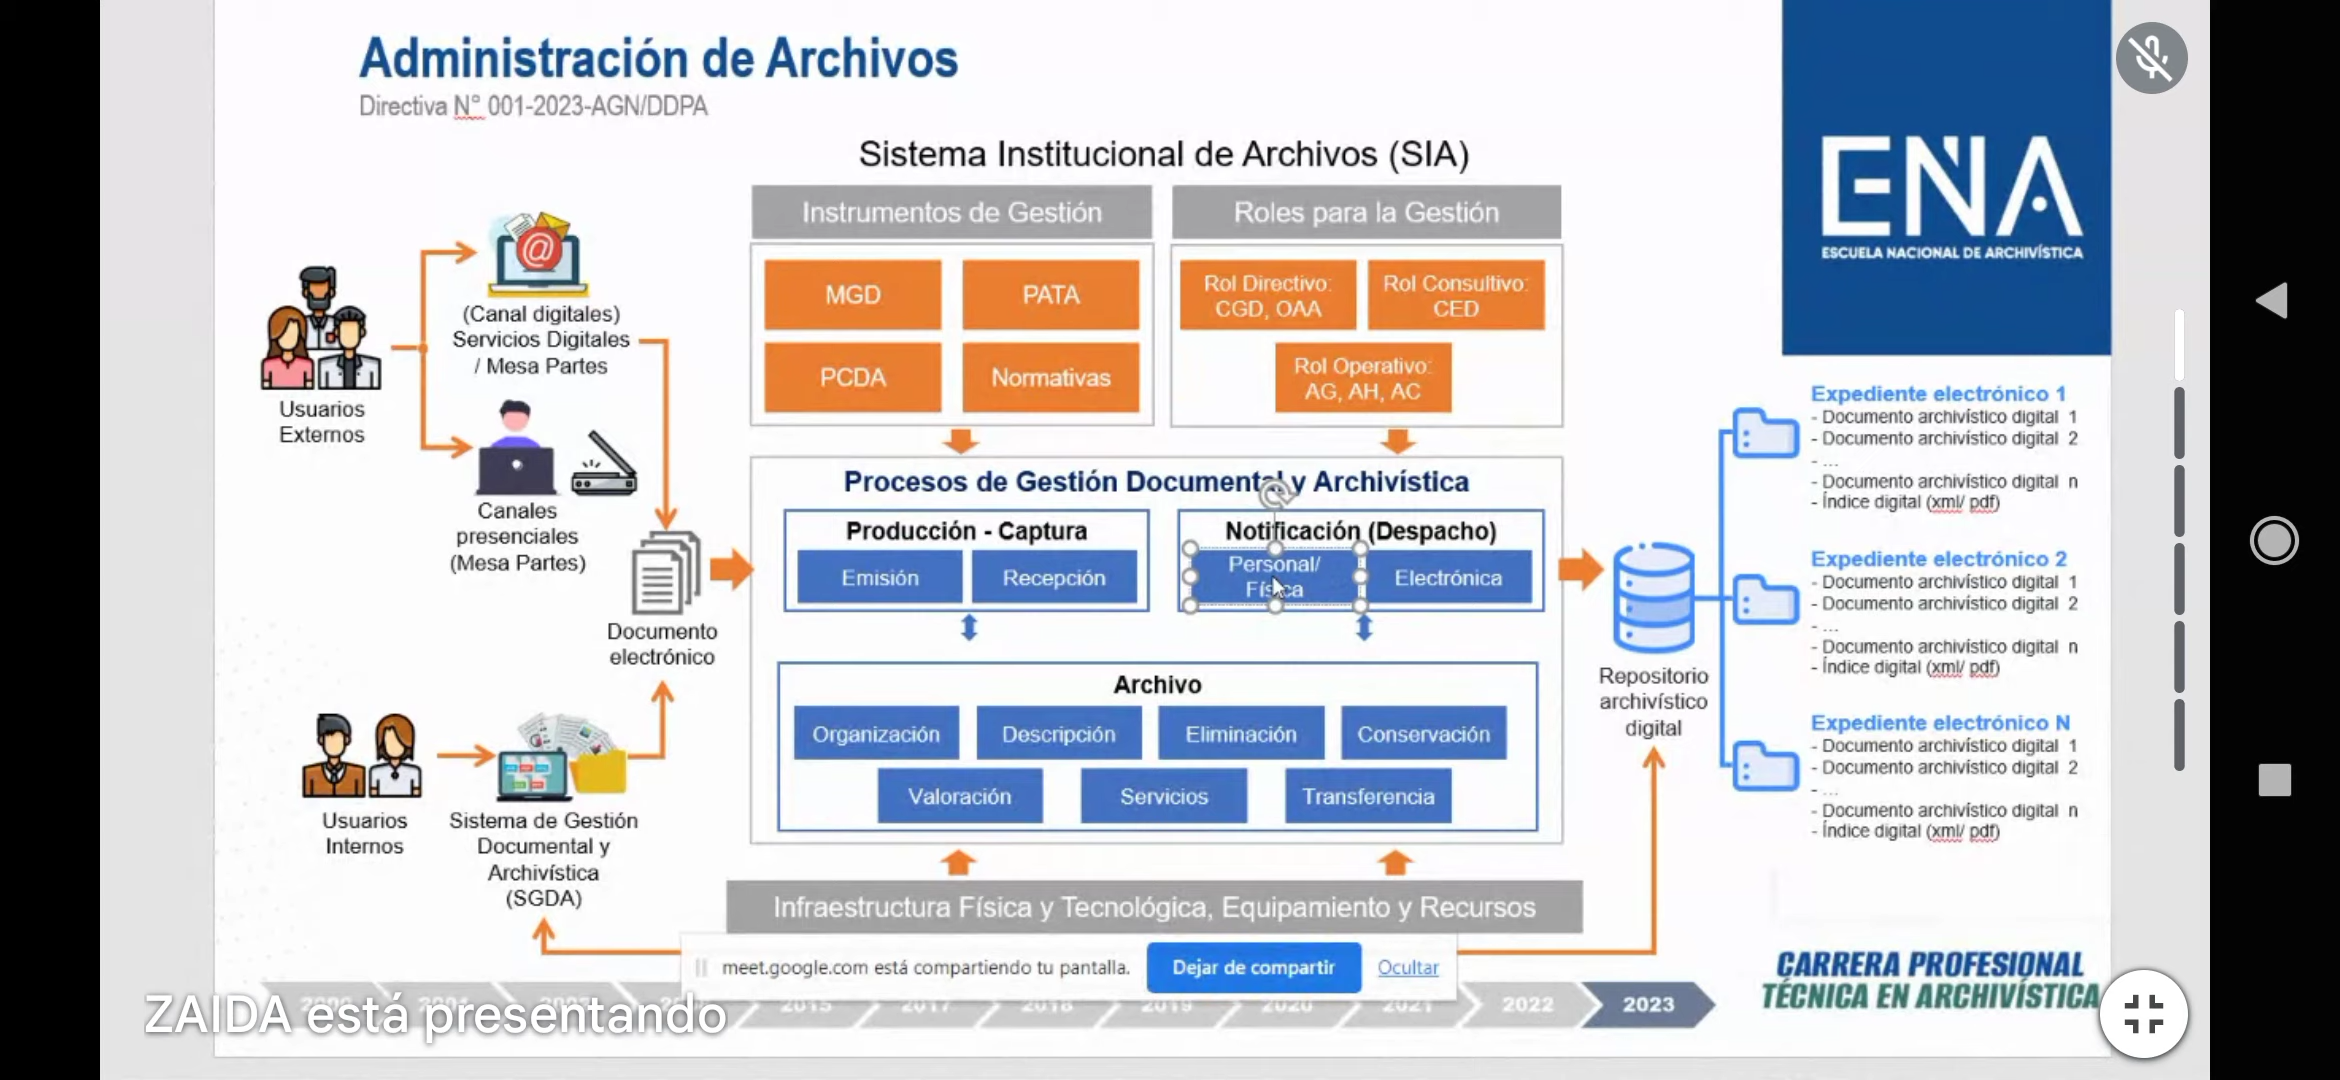 Administración de Archivos
Directiva N° 001-2023-AGN/DDPA
Sistema Institucional de Archivos (SIA)
Instrumentos de Gestión
Roles para la Gestión
MGD
PATA
PCDA
Normativas
Rol Directivo:
CGD, OAA
Rol Consultivo:
CED
Rol Operativo:
AG, AH, AC
ENA
ESCUELA NACIONAL DE ARCHIVÍSTICA
Usuarios
Externos
(Canal digitales)
Servicios Digitales
/ Mesa Partes
Canales
presenciales
(Mesa Partes)
Documento
electrónico
Usuarios
Internos
Sistema de Gestión
Documental y
Archivística
(SGDA)
Procesos de Gestión Documental y Archivística
Producción - Captura
Emisión
Recepción
Notificación (Despacho)
Personal/
Física
Electrónica
Archivo
Organización
Descripción
Eliminación
Conservación
Valoración
Servicios
Transferencia
Infraestructura Física y Tecnológica, Equipamiento y Recursos
Repositorio
archivístico
digital
Expediente electrónico 1
- Documento archivístico digital 1
- Documento archivístico digital 2
- ...
- Documento archivístico digital n
- Índice digital (xml/ pdf)
Expediente electrónico 2
- Documento archivístico digital 1
- Documento archivístico digital 2
- ...
- Documento archivístico digital n
- Índice digital (xml/ pdf)
Expediente electrónico N
- Documento archivístico digital 1
- Documento archivístico digital 2
- ...
- Documento archivístico digital n
- Índice digital (xml/ pdf)
meet.google.com está compartiendo tu pantalla.
Dejar de compartir
Ocultar
2015
2017
2018
2019
2020
2021
2022
2023
ZAIDA está presentando
CARRERA PROFESIONAL
TÉCNICA EN ARCHIVÍSTICA